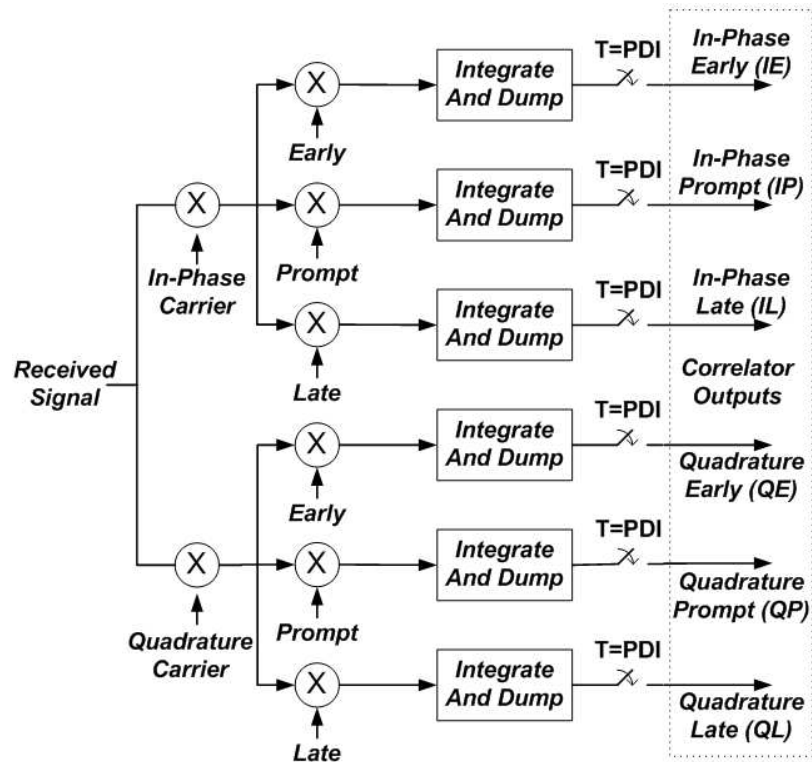 X
Integrate
And Dump
T=PDI
In-Phase
Early (IE)
Early
X
X
Integrate
And Dump
T=PDI
In-Phase
Prompt (IP)
In-Phase
Carrier
Prompt
X
Integrate
And Dump
T=PDI
In-Phase
Late (IL)
Late
Received
Signal
Correlator
Outputs
X
Integrate
And Dump
T=PDI
Quadrature
Early (QE)
Early
X
X
Integrate
And Dump
T=PDI
Quadrature
Prompt (QP)
Quadrature
Carrier
Prompt
X
Integrate
And Dump
T=PDI
Quadrature
Late (QL)
Late